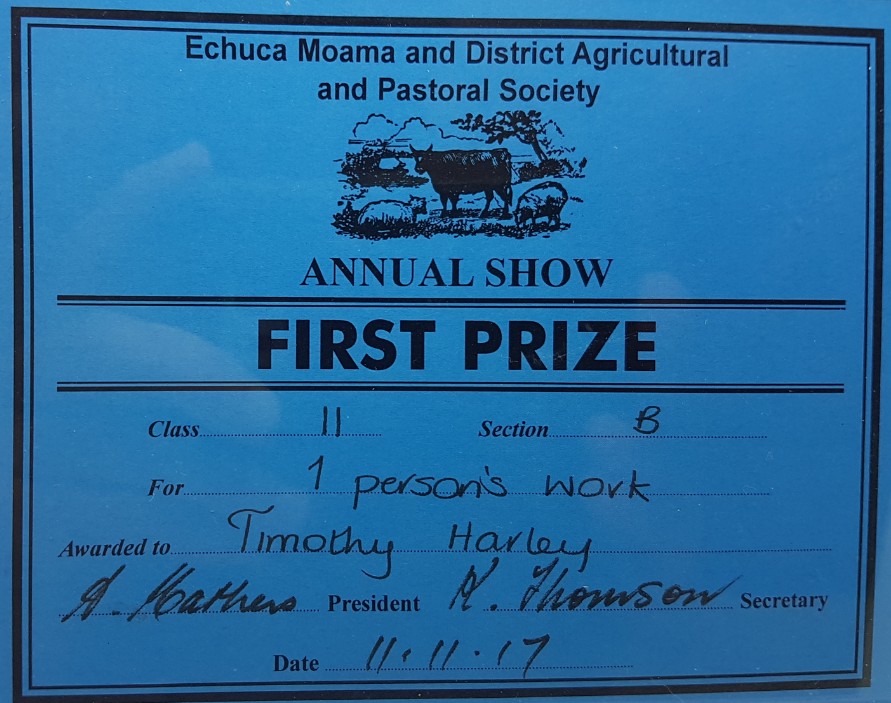 Echuca Moama and District Agricultural
and Pastoral Society
ANNUAL SHOW
FIRST PRIZE
Class 11 Section B
For 1 person's work
Awarded to Timothy Harley
A. Mathers President K. Thomson Secretary
Date 11.11.17